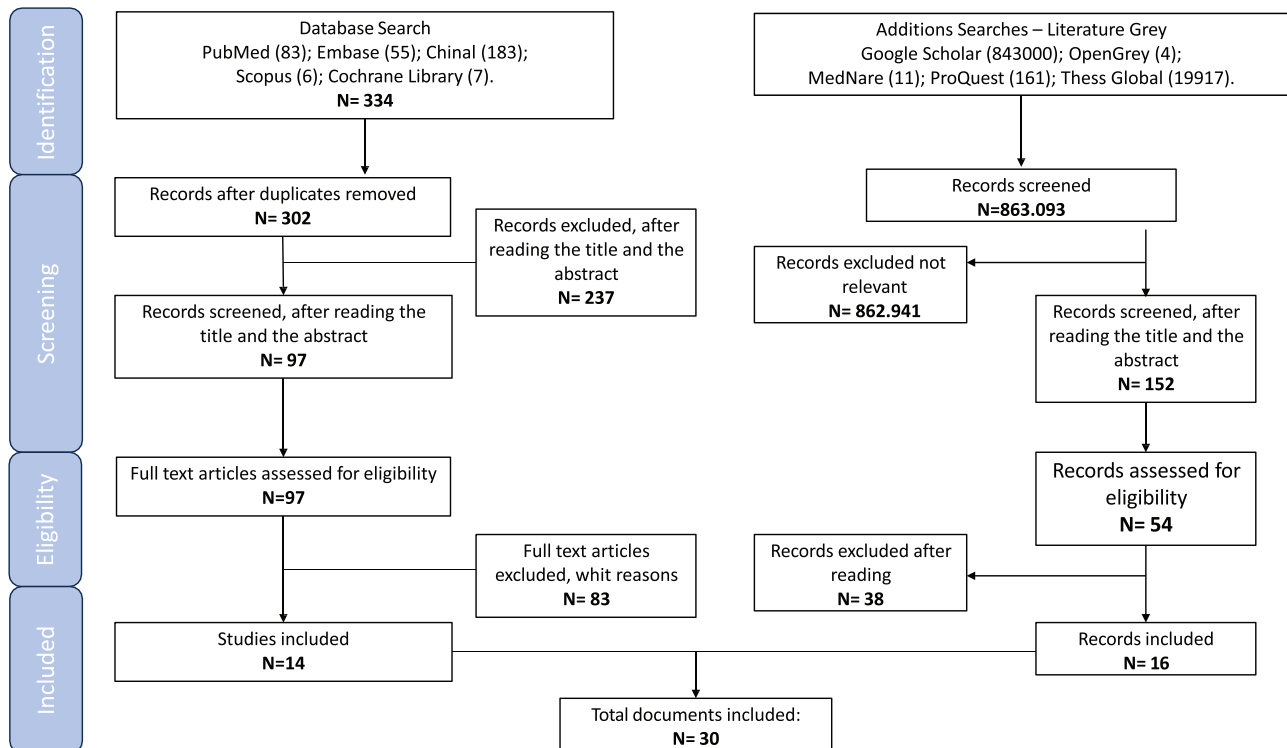 Identification
Database Search
PubMed (83); Embase (55); Chinal (183);
Scopus (6); Cochrane Library (7).
N= 334
Additions Searches – Literature Grey
Google Scholar (843000); OpenGrey (4);
MedNare (11); ProQuest (161); Thess Global (19917).
Screening
Records after duplicates removed
N= 302
Records excluded, after
reading the title and the
abstract
N= 237
Records screened, after reading the
title and the abstract
N= 97
Records screened
N=863.093
Records excluded not
relevant
N= 862.941
Records screened, after
reading the title and the
abstract
N= 152
Eligibility
Full text articles assessed for eligibility
N=97
Full text articles
excluded, whit reasons
N= 83
Records assessed for
eligibility
N= 54
Records excluded after
reading
N= 38
Included
Studies included
N=14
Records included
N= 16
Total documents included:
N= 30